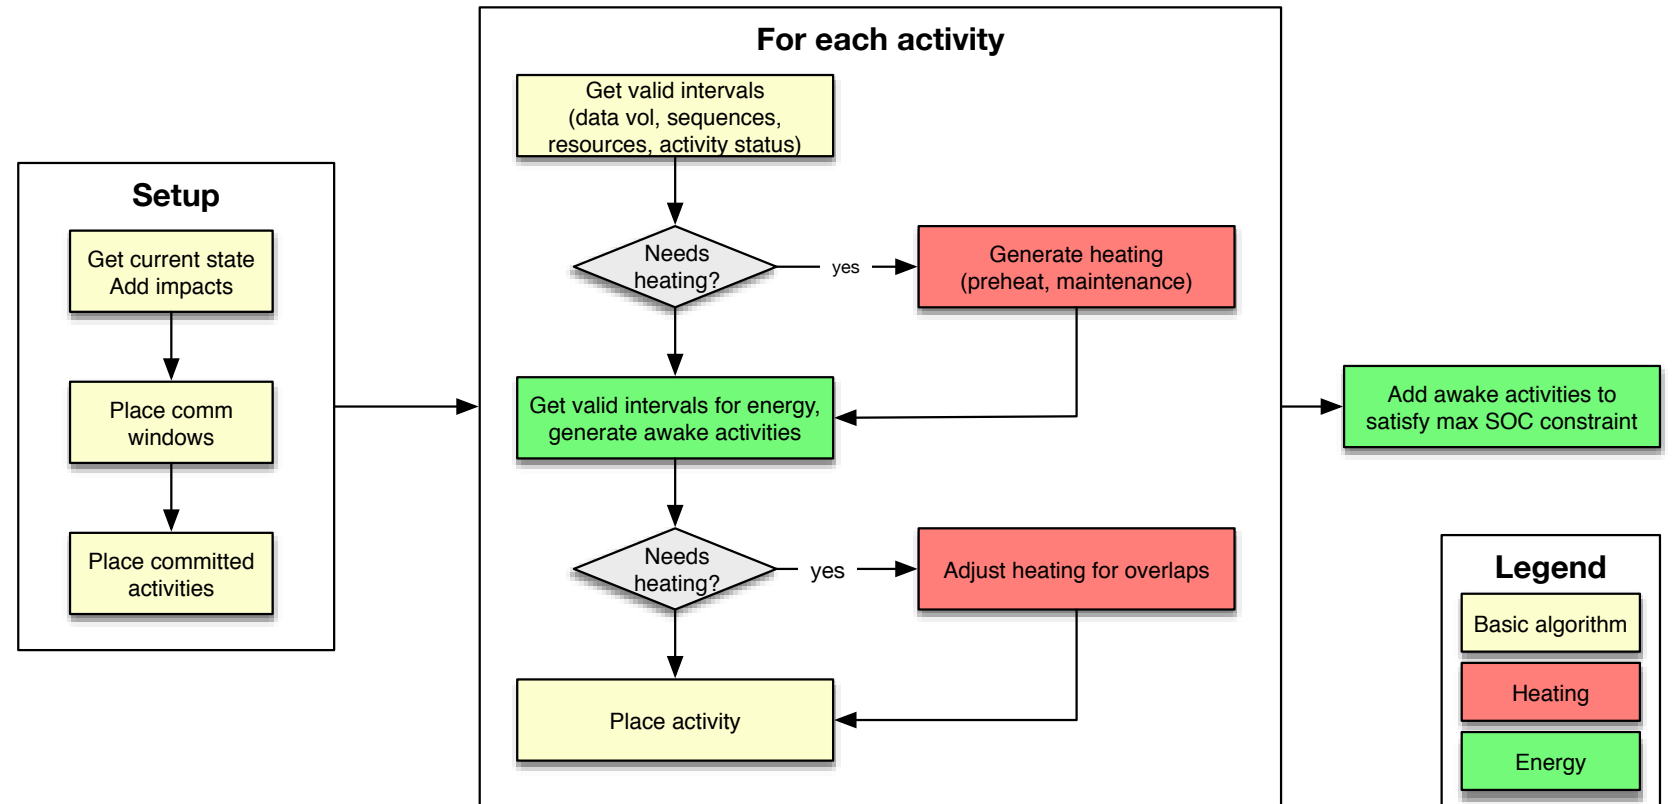 For each activity
Get valid intervals
(data vol, sequences,
resources, activity status)
Setup
Get current state
Add impacts
Needs
heating?
yes
Generate heating
(preheat, maintenance)
Place comm
windows
Get valid intervals for energy,
generate awake activities
Add awake activities to
satisfy max SOC constraint
Place committed
activities
Needs
heating?
yes
Adjust heating for overlaps
Place activity
Legend
Basic algorithm
Heating
Energy